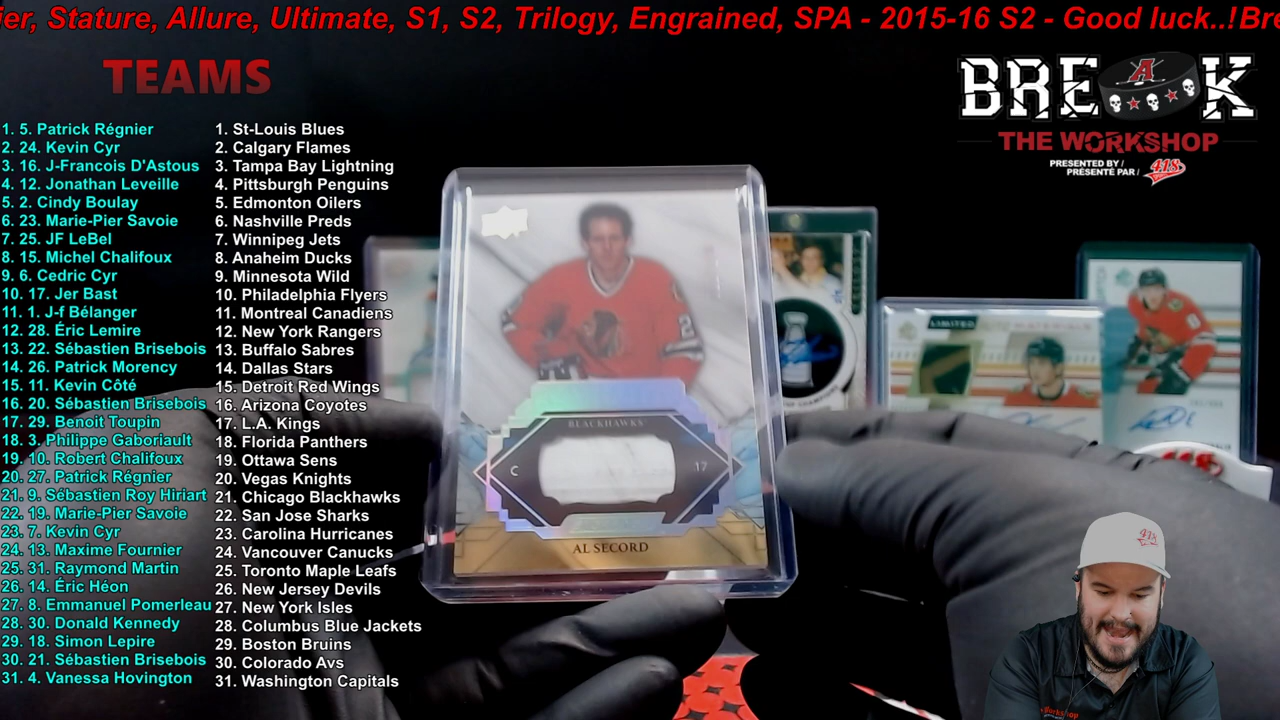 er, Stature, Allure, Ultimate, S1, S2, Trilogy, Engrained, SPA - 2015-16 S2 - Good luck..!Bre
TEAMS
BREAK
THE WORKSHOP
PRESENTED BY /
PRÉSENTÉ PAR /
418
1. 5. Patrick Régnier
2. 24. Kevin Cyr
3. 16. J-Francois D'Astous
4. 12. Jonathan Leveille
5. 2. Cindy Boulay
6. 23. Marie-Pier Savoie
7. 25. JF LeBel
8. 15. Michel Chalifoux
9. 6. Cedric Cyr
10. 17. Jer Bast
11. 1. J-f Bélanger
12. 28. Éric Lemire
13. 22. Sébastien Brisebois
14. 26. Patrick Morency
15. 11. Kevin Côté
16. 20. Sébastien Brisebois
17. 29. Benoit Toupin
18. 3. Philippe Gaboriault
19. 10. Robert Chalifoux
20. 27. Patrick Régnier
21. 9. Sébastien Roy Hiriart
22. 19. Marie-Pier Savoie
23. 7. Kevin Cyr
24. 13. Maxime Fournier
25. 31. Raymond Martin
26. 14. Éric Héon
27. 8. Emmanuel Pomerleau
28. 30. Donald Kennedy
29. 18. Simon Lepire
30. 21. Sébastien Brisebois
31. 4. Vanessa Hovington
1. St-Louis Blues
2. Calgary Flames
3. Tampa Bay Lightning
4. Pittsburgh Penguins
5. Edmonton Oilers
6. Nashville Preds
7. Winnipeg Jets
8. Anaheim Ducks
9. Minnesota Wild
10. Philadelphia Flyers
11. Montreal Canadiens
12. New York Rangers
13. Buffalo Sabres
14. Dallas Stars
15. Detroit Red Wings
16. Arizona Coyotes
17. L.A. Kings
18. Florida Panthers
19. Ottawa Sens
20. Vegas Knights
21. Chicago Blackhawks
22. San Jose Sharks
23. Carolina Hurricanes
24. Vancouver Canucks
25. Toronto Maple Leafs
26. New Jersey Devils
27. New York Isles
28. Columbus Blue Jackets
29. Boston Bruins
30. Colorado Avs
31. Washington Capitals
BLACKHAWKS
C 17
AL SECORD
LIMITED
418
418